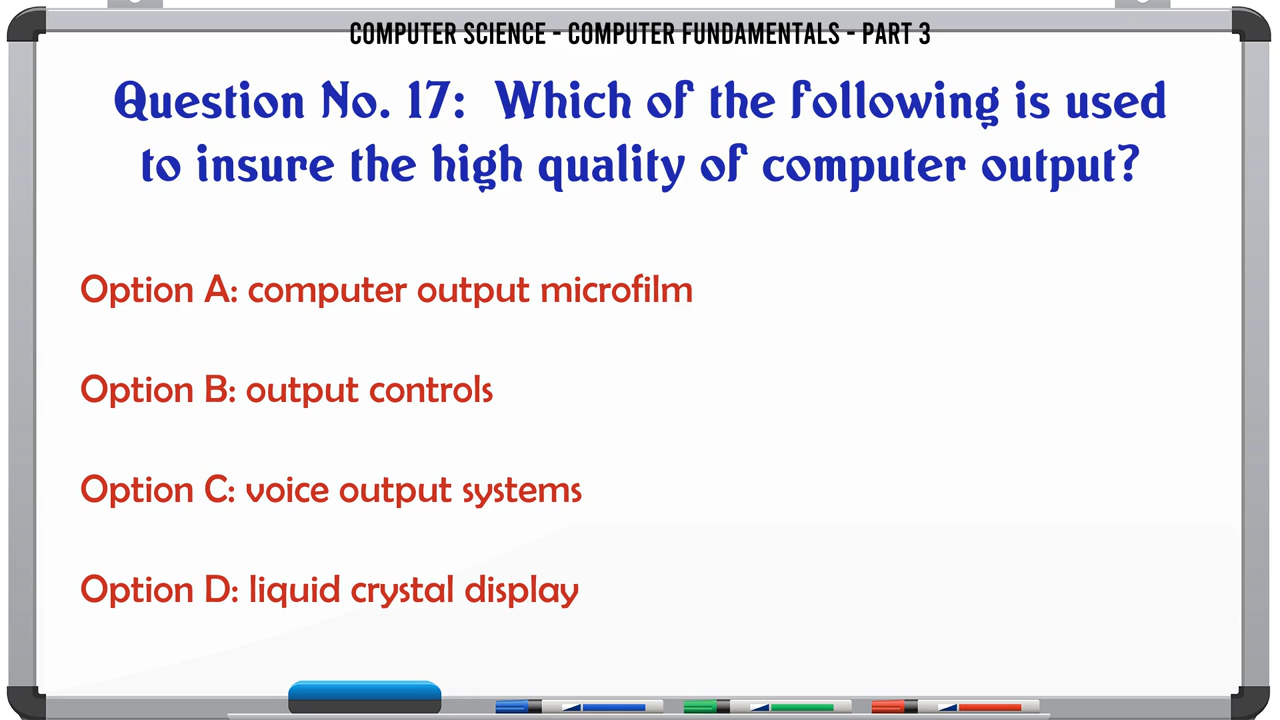 COMPUTER SCIENCE - COMPUTER FUNDAMENTALS - PART 3
Question No. 17: Which of the following is used
to insure the high quality of computer output?
Option A: computer output microfilm
Option B: output controls
Option C: voice output systems
Option D: liquid crystal display